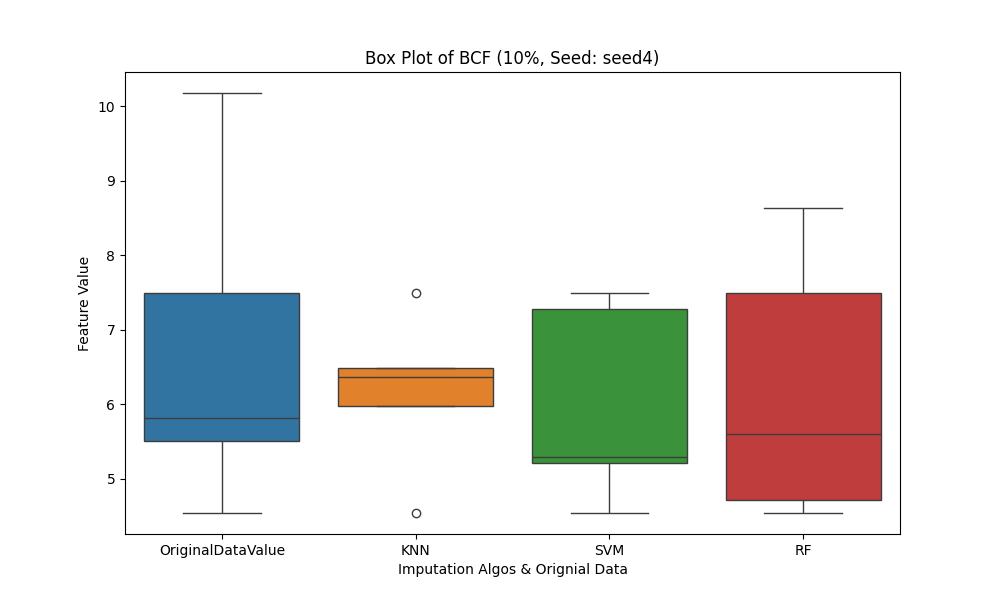 Box Plot of BCF (10%, Seed: seed4)
Feature Value
10
9
8
7
6
5
OriginalDataValue KNN SVM RF
Imputation Algos & Orignial Data